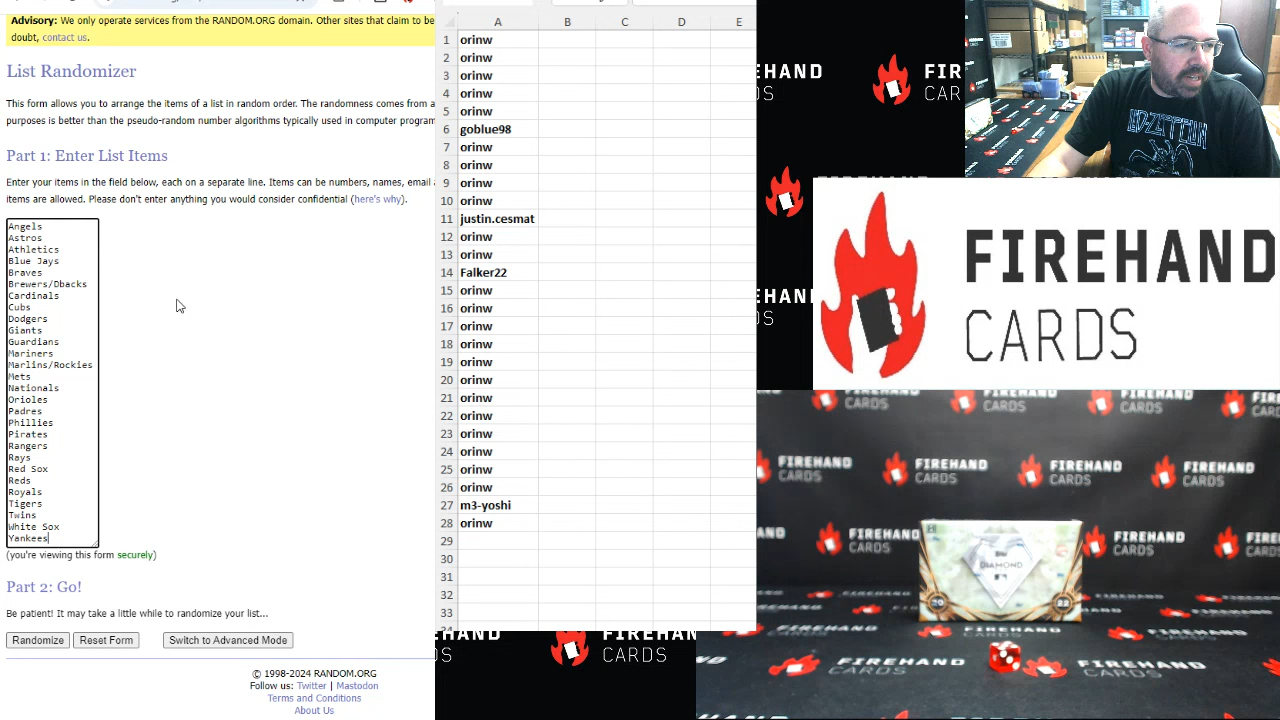 Advisory: We only operate services from the RANDOM.ORG domain. Other sites that claim to be
doubt, contact us.
List Randomizer
This form allows you to arrange the items of a list in random order. The randomness comes from a
purposes is better than the pseudo-random number algorithms typically used in computer program
Part 1: Enter List Items
Enter your items in the field below, each on a separate line. Items can be numbers, names, email a
items are allowed. Please don't enter anything you would consider confidential (here's why).
Angels
Astros
Athletics
Blue Jays
Braves
Brewers/Dbacks
Cardinals
Cubs
Dodgers
Giants
Guardians
Mariners
Marlins/Rockies
Mets
Nationals
Orioles
Padres
Phillies
Pirates
Rangers
Rays
Red Sox
Reds
Royals
Tigers
Twins
White Sox
Yankees
(you're viewing this form securely)
Part 2: Go!
Be patient! It may take a little while to randomize your list...
Randomize Reset Form Switch to Advanced Mode
© 1998-2024 RANDOM.ORG
Follow us: Twitter | Mastodon
Terms and Conditions
About Us
A B C D E
1 orinw
2 orinw
3 orinw
4 orinw
5 orinw
6 goblue98
7 orinw
8 orinw
9 orinw
10 orinw
11 justin.cesmat
12 orinw
13 orinw
14 Falker22
15 orinw
16 orinw
17 orinw
18 orinw
19 orinw
20 orinw
21 orinw
22 orinw
23 orinw
24 orinw
25 orinw
26 orinw
27 m3-yoshi
28 orinw
29
30
31
32
33
LED-ZEPPELIN
FIREHAND
CARDS
DIAMOND
20
22
FIREHAND
CARDS